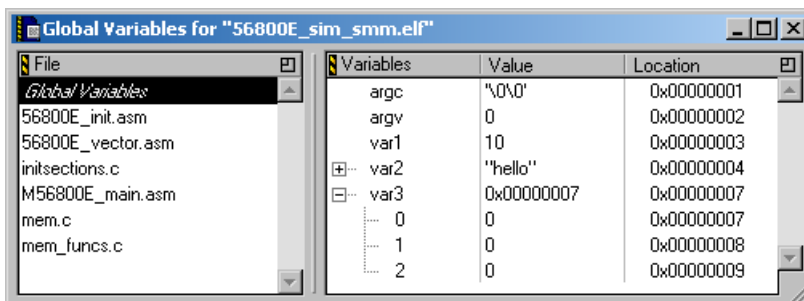 Global Variables for "56800E_sim_smm.elf"
File
Global Variables
56800E_init.asm
56800E_vector.asm
initsections.c
M56800E_main.asm
mem.c
mem_funcs.c
Variables Value Location
argc '\0\0' 0x00000001
argv 0 0x00000002
var1 10 0x00000003
var2 "hello" 0x00000004
var3 0x00000007 0x00000007
0 0 0x00000007
1 0 0x00000008
2 0 0x00000009